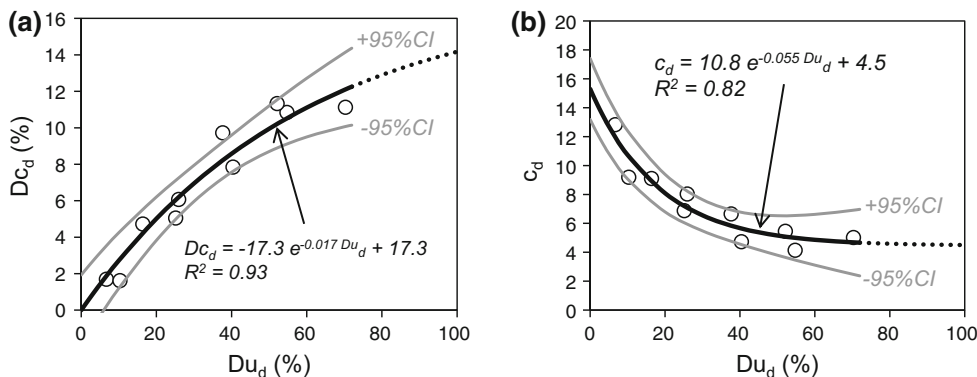 (a)
16
14
12
10
8
6
4
2
0
Dc_d (%)
+95%CI
-95%CI
Dc_d = -17.3 e^-0.017 Du_d + 17.3
R² = 0.93
0 20 40 60 80 100
Du_d (%)
(b)
20
18
16
14
12
10
8
6
4
2
0
c_d
c_d = 10.8 e^-0.055 Du_d + 4.5
R² = 0.82
+95%CI
-95%CI
0 20 40 60 80 100
Du_d (%)